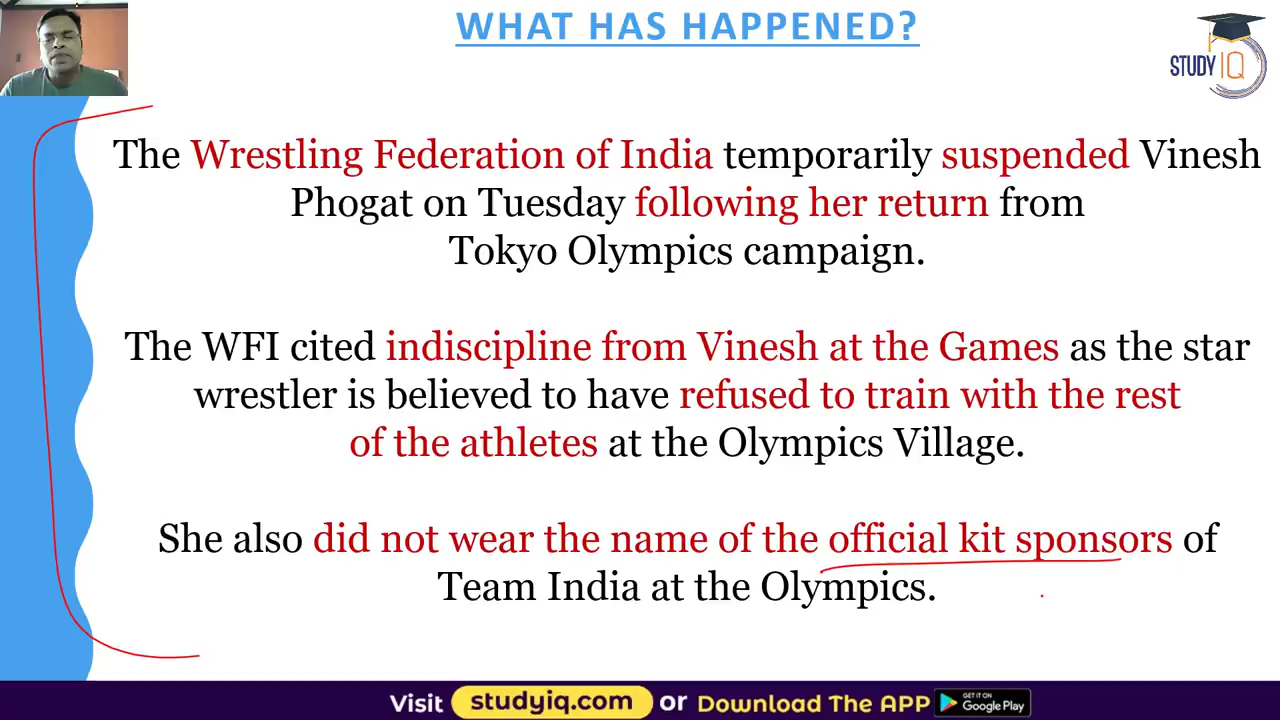 WHAT HAS HAPPENED?
STUDY IQ
The Wrestling Federation of India temporarily suspended Vinesh
Phogat on Tuesday following her return from
Tokyo Olympics campaign.
The WFI cited indiscipline from Vinesh at the Games as the star
wrestler is believed to have refused to train with the rest
of the athletes at the Olympics Village.
She also did not wear the name of the official kit sponsors of
Team India at the Olympics.
Visit studyiq.com or Download The APP GET IT ON Google Play